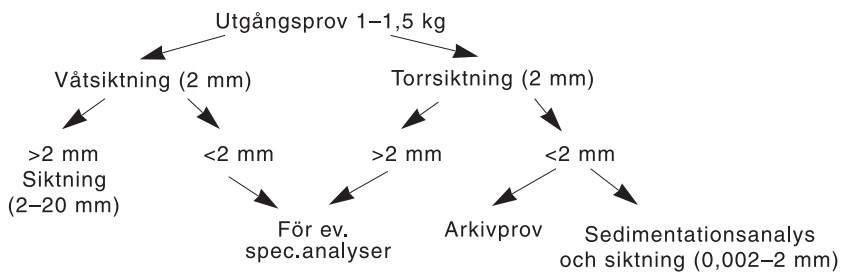 Utgångsprov 1–1,5 kg
Våtsiktning (2 mm)
Torrsiktning (2 mm)
>2 mm
Siktning
(2–20 mm)
<2 mm
>2 mm
<2 mm
För ev.
spec.analyser
Arkivprov
Sedimentationsanalys
och siktning (0,002–2 mm)